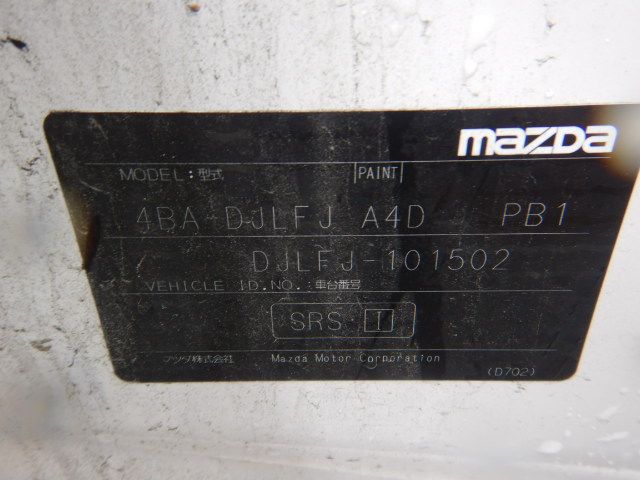 mazda
MODEL:型式 PAINT
4BA-DJLFJ A4D PB1
DJLFJ-101502
VEHICLE ID.NO.:車台番号
SRS I
マツダ株式会社 Mazda Motor Corporation
(D702)